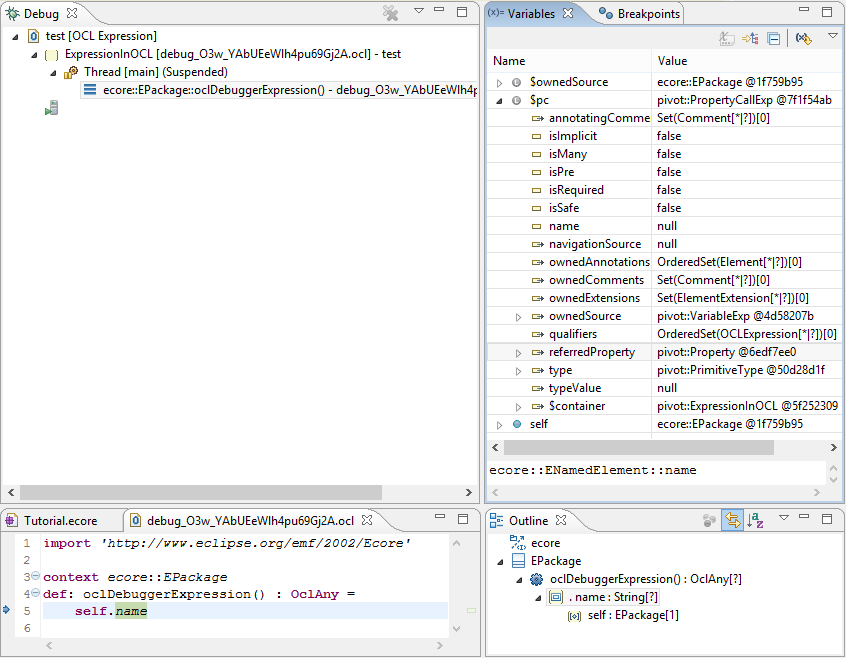 Debug
test [OCL Expression]
ExpressionInOCL [debug_O3w_YAbUEeWIh4pu69Gj2A.ocl] - test
Thread [main] (Suspended)
ecore::EPackage::oclDebuggerExpression() - debug_O3w_YAbUEeWIh4p
(x)= Variables
Breakpoints
Name Value
$ownedSource ecore::EPackage @1f759b95
$pc pivot::PropertyCallExp @7f1f54ab
annotatingComme Set(Comment[*|?])[0]
isImplicit false
isMany false
isPre false
isRequired false
isSafe false
name null
navigationSource null
ownedAnnotations OrderedSet(Element[*|?])[0]
ownedComments Set(Comment[*|?])[0]
ownedExtensions Set(ElementExtension[*|?])[0]
ownedSource pivot::VariableExp @4d58207b
qualifiers OrderedSet(OCLExpression[*|?])[0]
referredProperty pivot::Property @6edf7ee0
type pivot::PrimitiveType @50d28d1f
typeValue null
$container pivot::ExpressionInOCL @5f252309
self ecore::EPackage @1f759b95
ecore::ENamedElement::name
Tutorial.ecore
debug_O3w_YAbUEeWIh4pu69Gj2A.ocl
1 import 'http://www.eclipse.org/emf/2002/Ecore'
2
3 context ecore::EPackage
4 def: oclDebuggerExpression() : OclAny =
5 self.name
6
Outline
ecore
EPackage
oclDebuggerExpression() : OclAny[?]
. name : String[?]
self : EPackage[1]